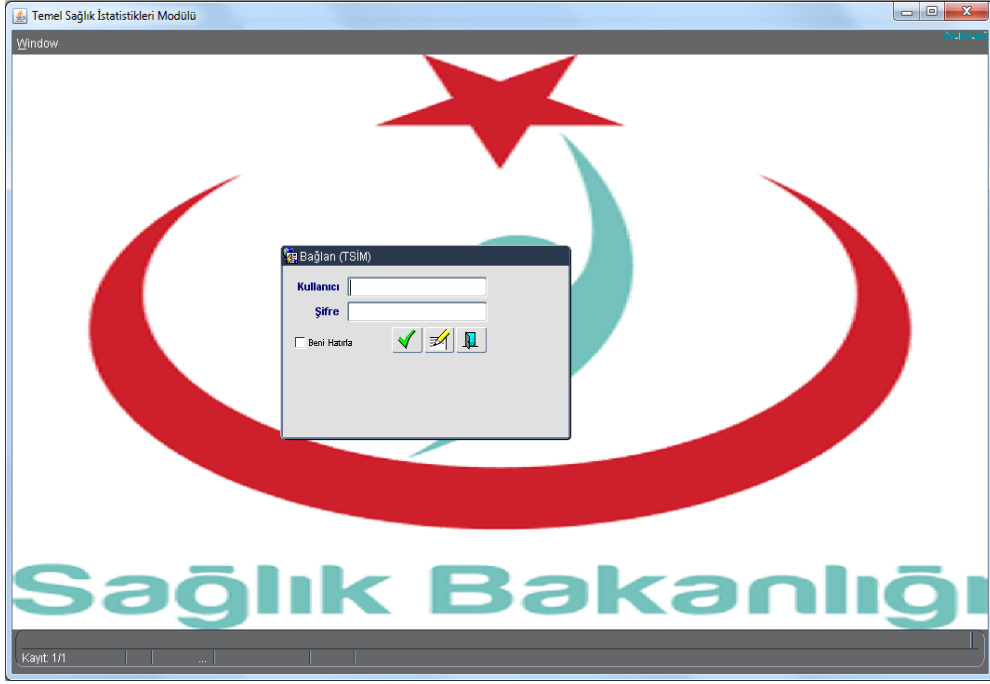 Temel Sağlık İstatistikleri Modülü
Window
Bağlan (TSİM)
Kullanıcı
Şifre
Beni Hatırla
Sağlık Bakanlığı
Kayıt: 1/1
...